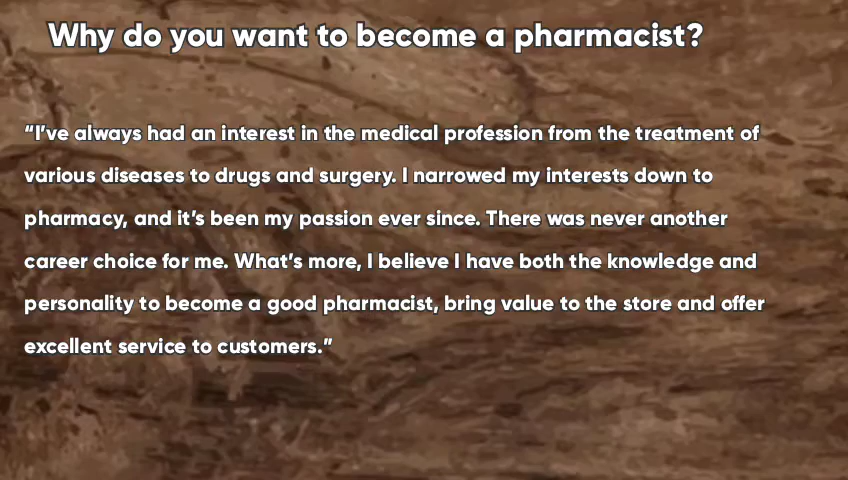 Why do you want to become a pharmacist?
“I’ve always had an interest in the medical profession from the treatment of
various diseases to drugs and surgery. I narrowed my interests down to
pharmacy, and it’s been my passion ever since. There was never another
career choice for me. What’s more, I believe I have both the knowledge and
personality to become a good pharmacist, bring value to the store and offer
excellent service to customers.”